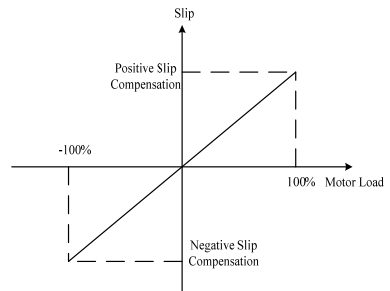 Slip
Positive Slip
Compensation
-100%
100%
Motor Load
Negative Slip
Compensation